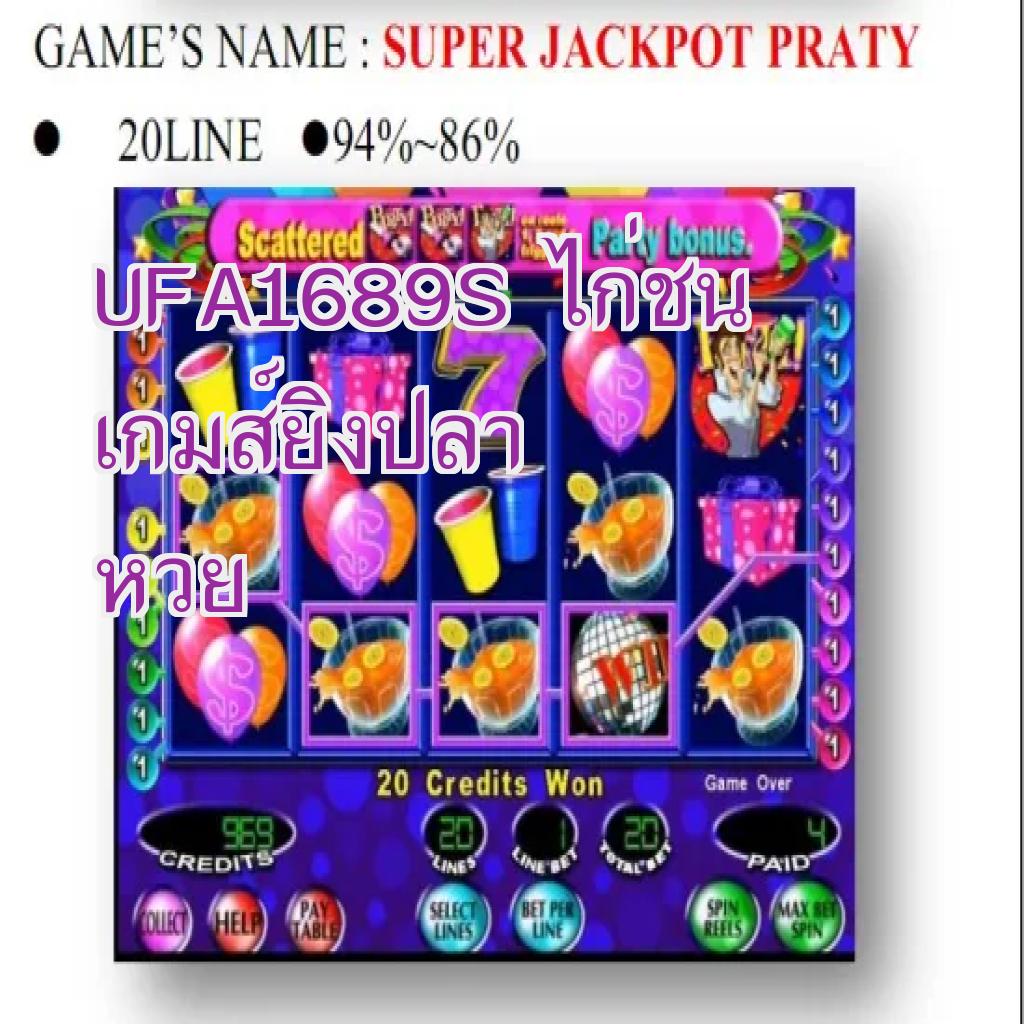 GAME'S NAME : SUPER JACKPOT PRATY
● 20LINE ●94%~86%
Scattered
Party bonus.
UFA1689S ไก่ชน
เกมส์ยิงปลา
หวย
20 Credits Won
Game Over
969 20 1 20 4
CREDITS LINES LINE BET TOTAL BET PAID
COLLECT HELP PAY TABLE SELECT LINES BET PER LINE SPIN REELS MAX BET SPIN